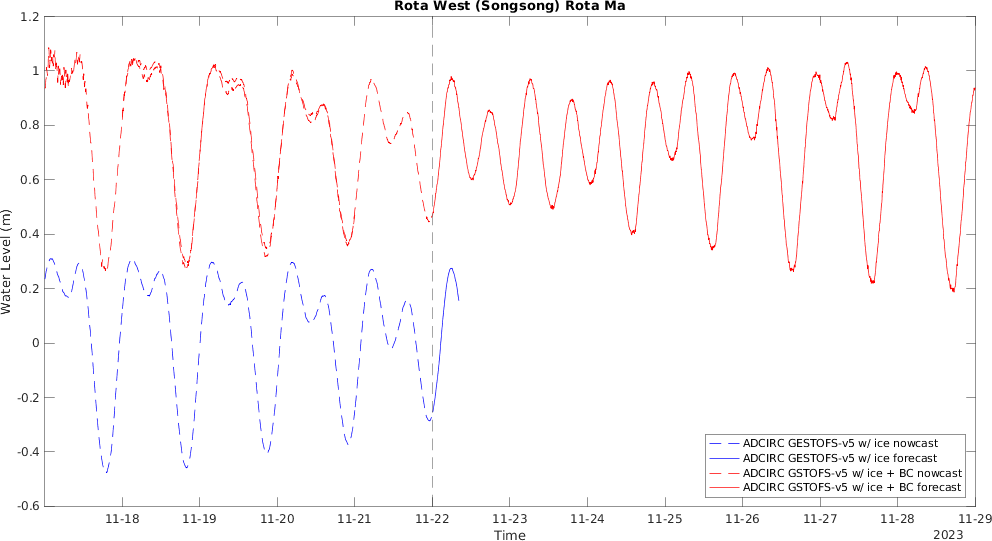 Rota West (Songsong) Rota Ma
Water Level (m)
1.2
1
0.8
0.6
0.4
0.2
0
-0.2
-0.4
-0.6
ADCIRC GESTOFS-v5 w/ ice nowcast
ADCIRC GESTOFS-v5 w/ ice forecast
ADCIRC GSTOFS-v5 w/ ice + BC nowcast
ADCIRC GSTOFS-v5 w/ ice + BC forecast
11-18 11-19 11-20 11-21 11-22 11-23 11-24 11-25 11-26 11-27 11-28 11-29
Time
2023